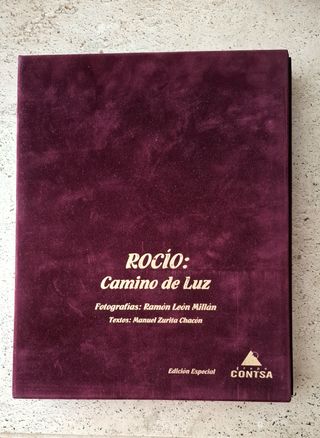 ROCÍO:
Camino de Luz
Fotografías: Ramón León Millán
Textos: Manuel Zurita Chacón
Edición Especial
CONTSA